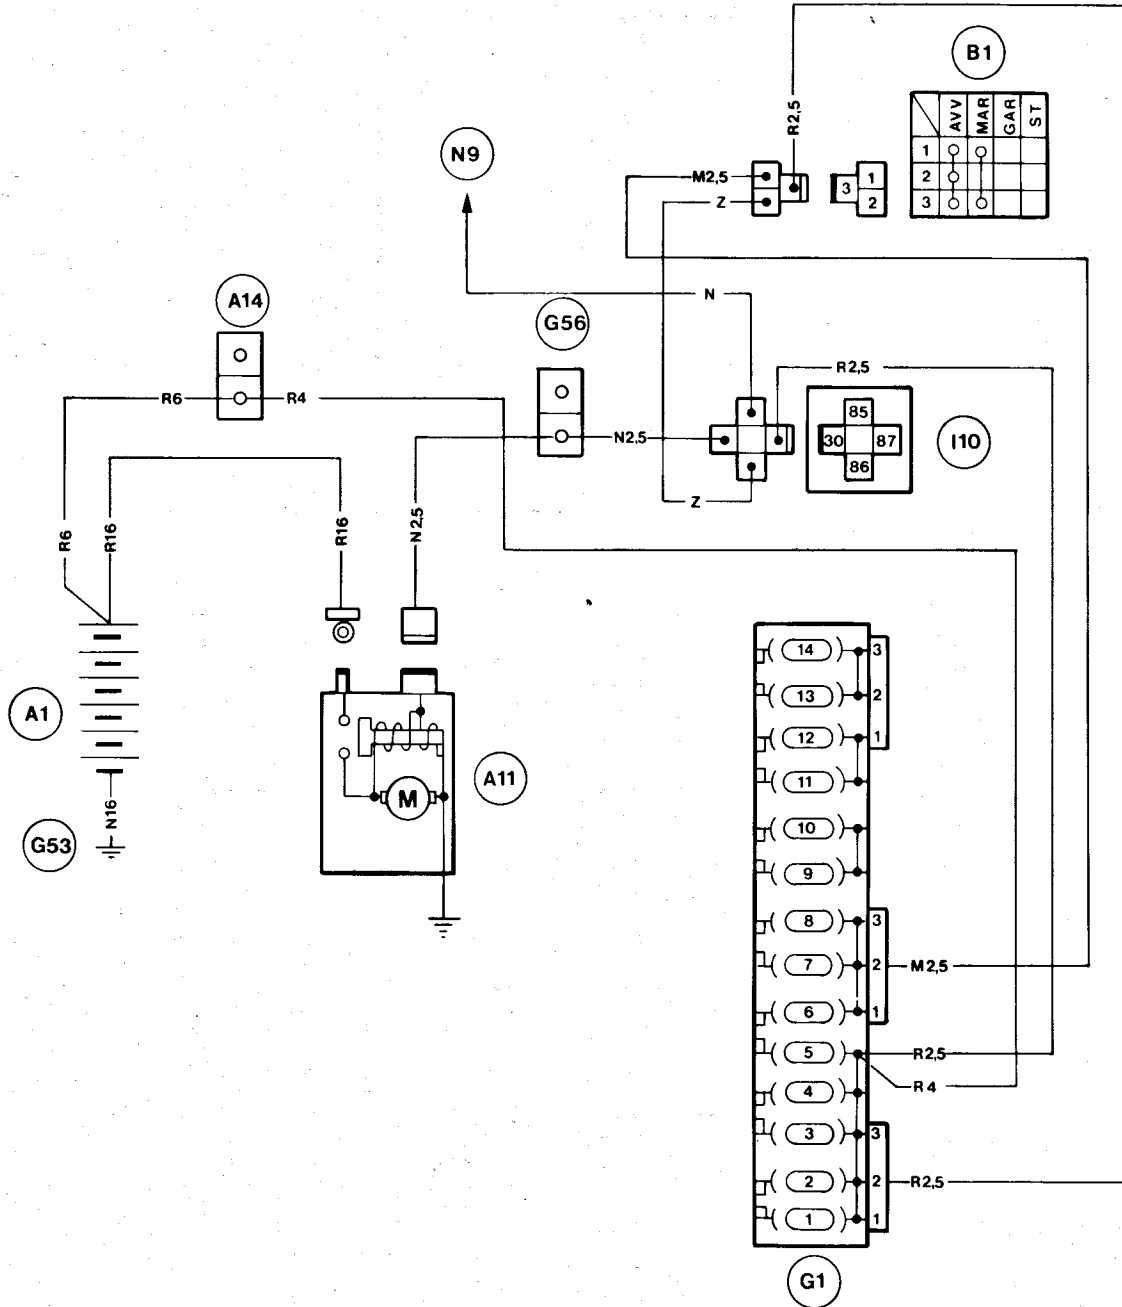 B1
AVV MAR GAR ST
1
2
3
R2,5
N9
M2,5
3 1
2
Z
A14
N
G56
R2,5
R6 R4
85
N2,5
30 87
I10
86
Z
R6
R16
R16
N2,5
14 3
13 2
A1
12 1
A11
11
M
N16
10
G53
9
8 3
7 2 M2,5
6 1
5 R2,5
R4
4
3 3
2 2 R2,5
1 1
G1